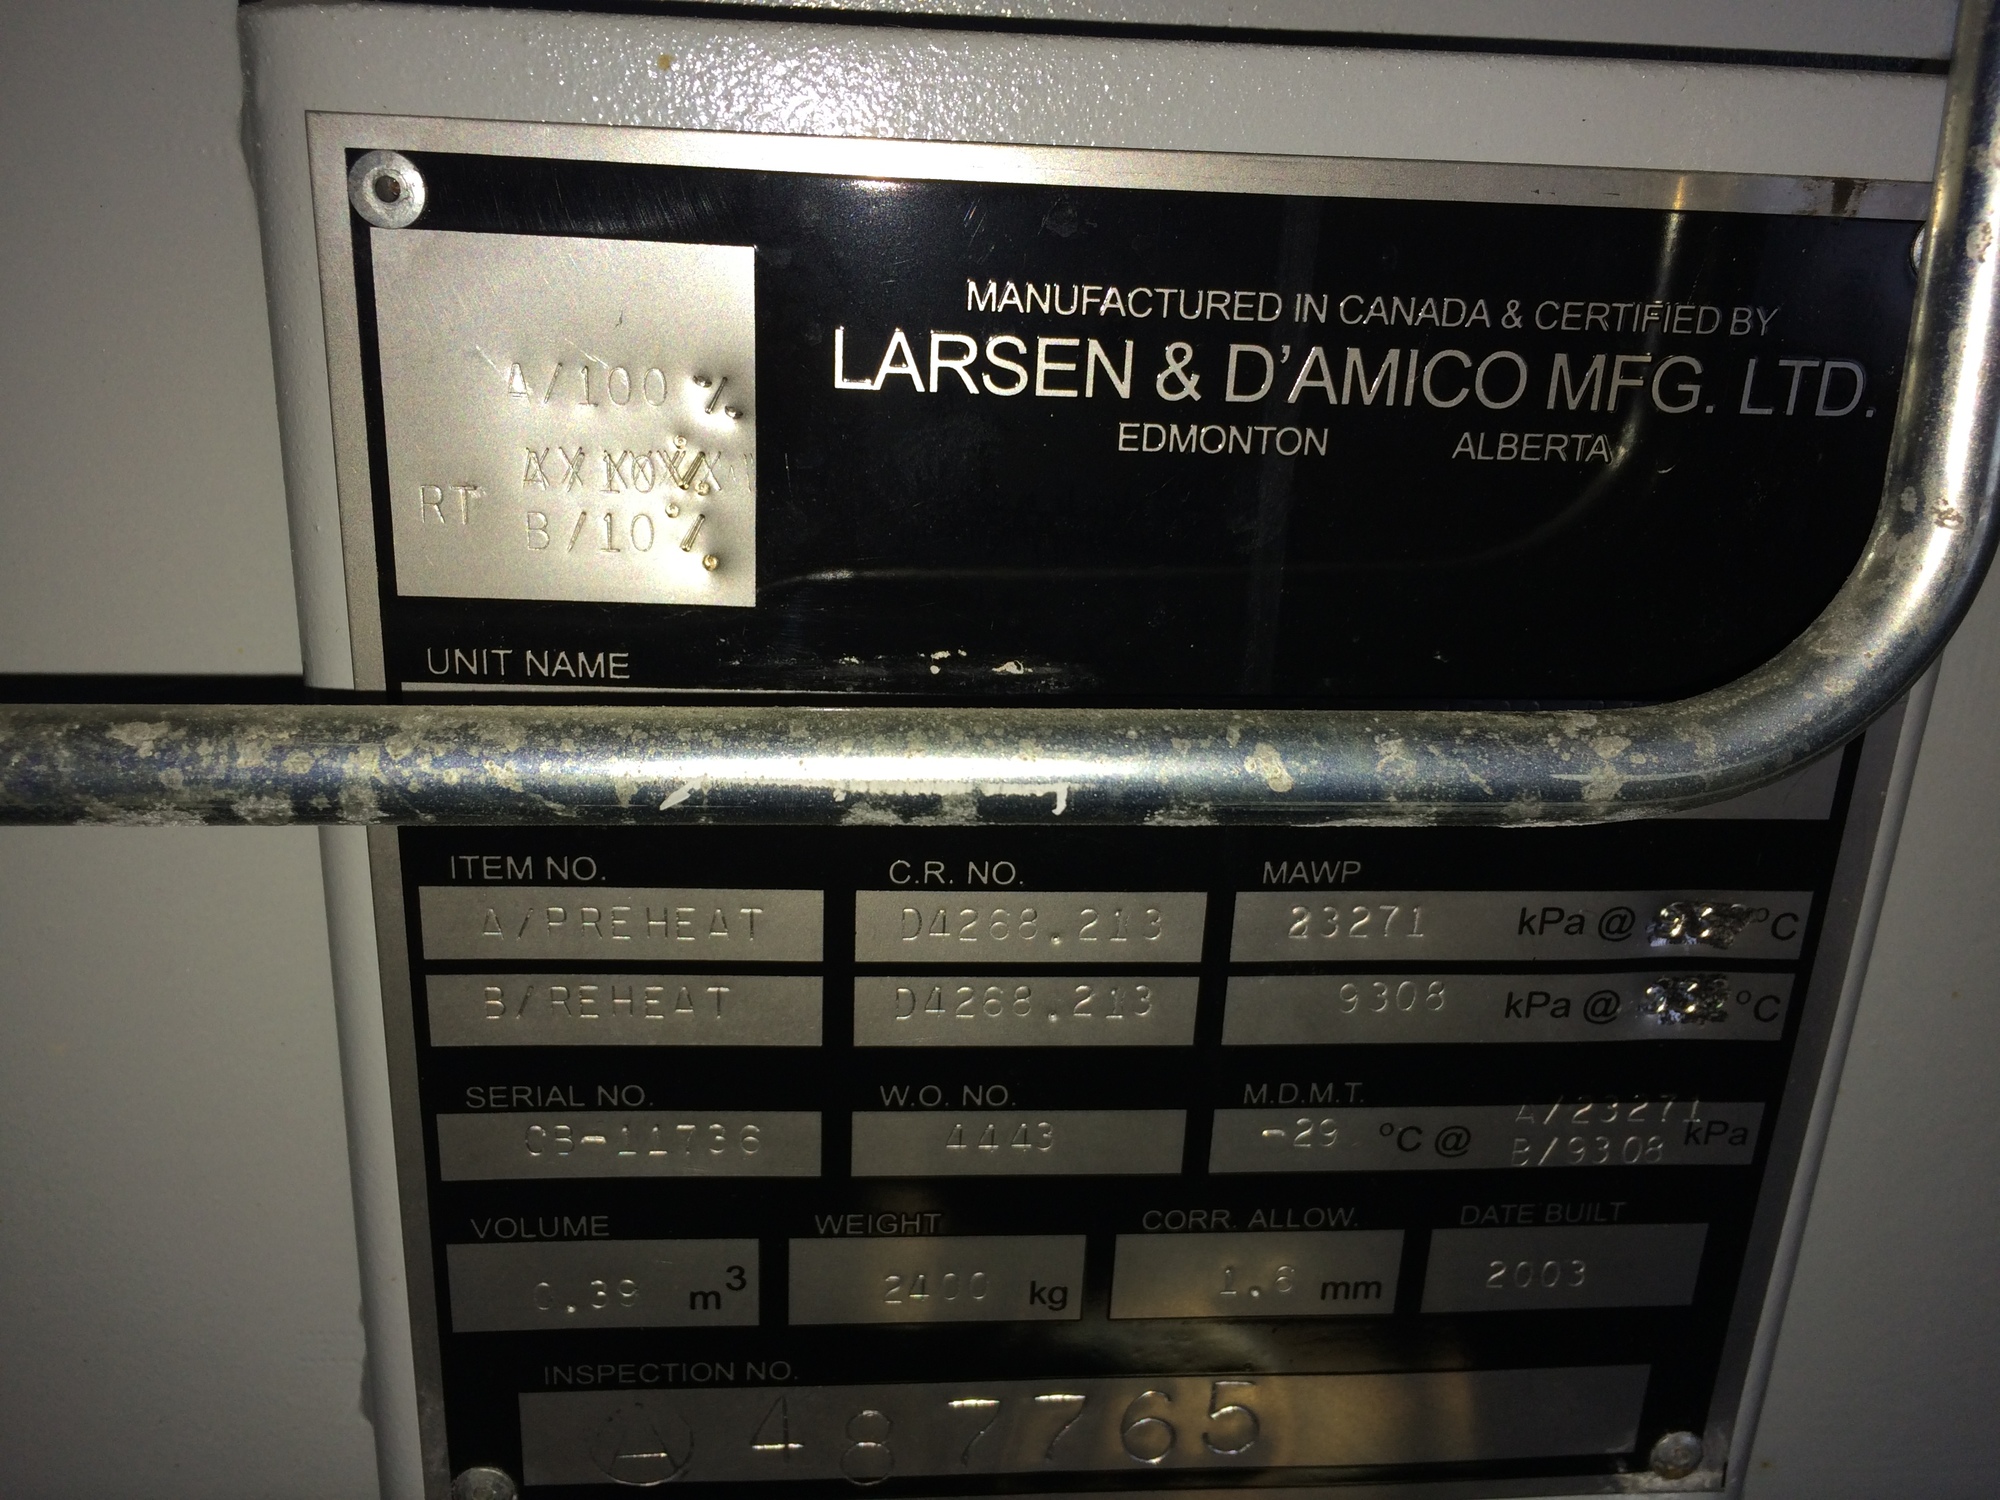 MANUFACTURED IN CANADA & CERTIFIED BY
LARSEN & D'AMICO MFG. LTD.
EDMONTON ALBERTA
A/100%
RT B/10%
UNIT NAME
ITEM NO. C.R. NO. MAWP
A/PREHEAT D4268.213 23271 kPa @ °C
B/REHEAT D4268.213 9308 kPa @ °C
SERIAL NO. W.O. NO. M.D.M.T.
CB-11736 4443 -29 °C @ A/23271 B/9308 kPa
VOLUME WEIGHT CORR. ALLOW. DATE BUILT
0.39 m³ 2400 kg 1.6 mm 2003
INSPECTION NO.
A 487765